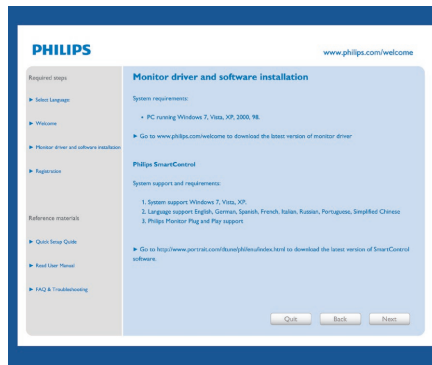 PHILIPS
www.philips.com/welcome
Required steps
► Select Language
► Welcome
► Monitor driver and software installation
► Registration
Reference materials
► Quick Setup Guide
► Read User Manual
► FAQ & Troubleshooting
Monitor driver and software installation
System requirements:
• PC running Windows 7, Vista, XP, 2000, 98.
► Go to www.philips.com/welcome to download the latest version of monitor driver
Philips SmartControl
System support and requirements:
1. System support Windows 7, Vista, XP.
2. Language support English, German, Spanish, French, Italian, Russian, Portuguese, Simplified Chinese
3. Philips Monitor Plug and Play support
► Go to http://www.portrait.com/dtune/philenu/index.html to download the latest version of SmartControl
software.
Quit
Back
Next